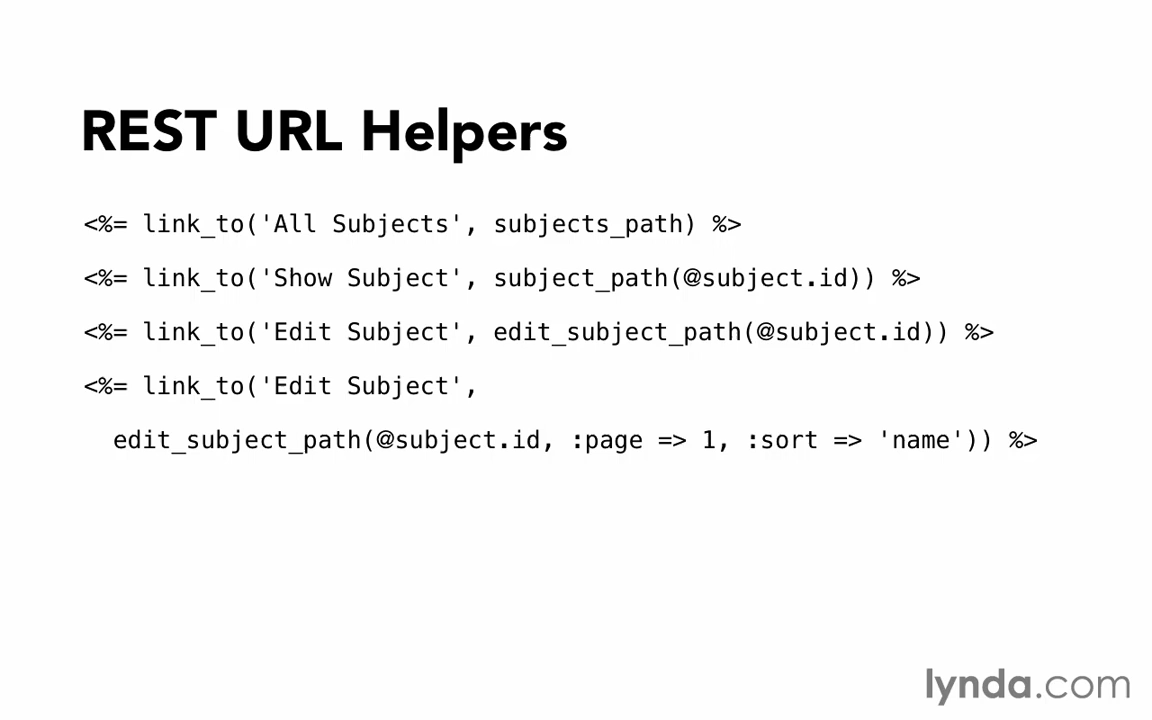 REST URL Helpers
<%= link_to('All Subjects', subjects_path) %>
<%= link_to('Show Subject', subject_path(@subject.id)) %>
<%= link_to('Edit Subject', edit_subject_path(@subject.id)) %>
<%= link_to('Edit Subject',
edit_subject_path(@subject.id, :page => 1, :sort => 'name')) %>
lynda.com